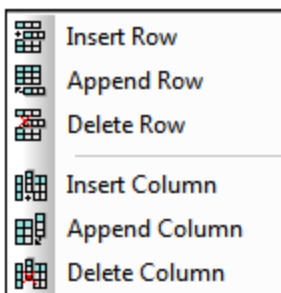 Insert Row
Append Row
Delete Row
Insert Column
Append Column
Delete Column